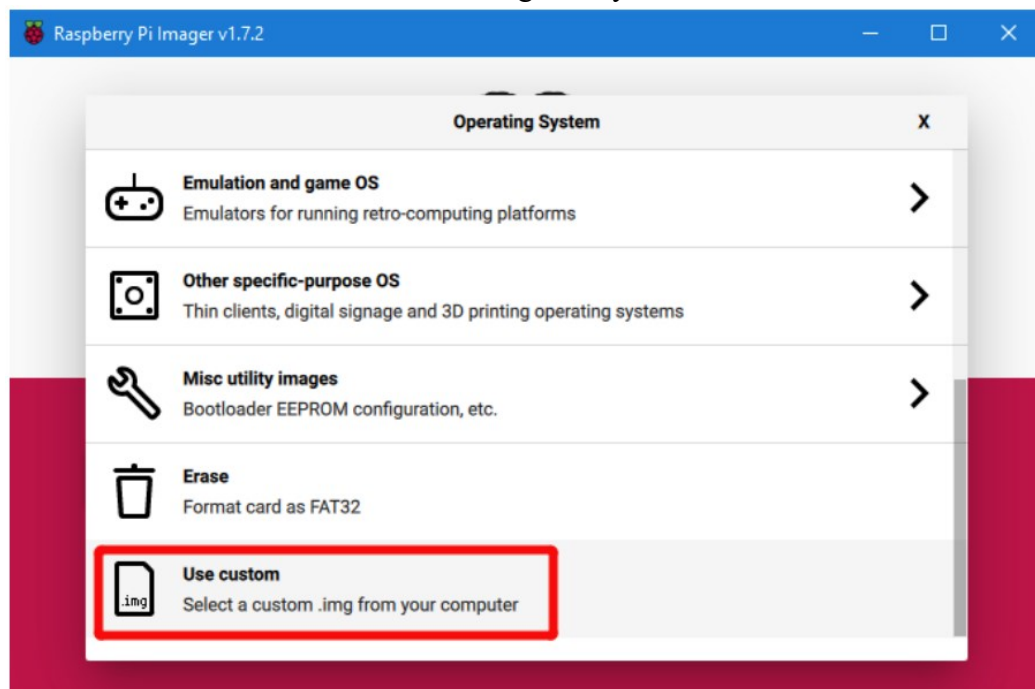 Raspberry Pi Imager v1.7.2
Operating System X
Emulation and game OS
Emulators for running retro-computing platforms
Other specific-purpose OS
Thin clients, digital signage and 3D printing operating systems
Misc utility images
Bootloader EEPROM configuration, etc.
Erase
Format card as FAT32
.img
Use custom
Select a custom .img from your computer